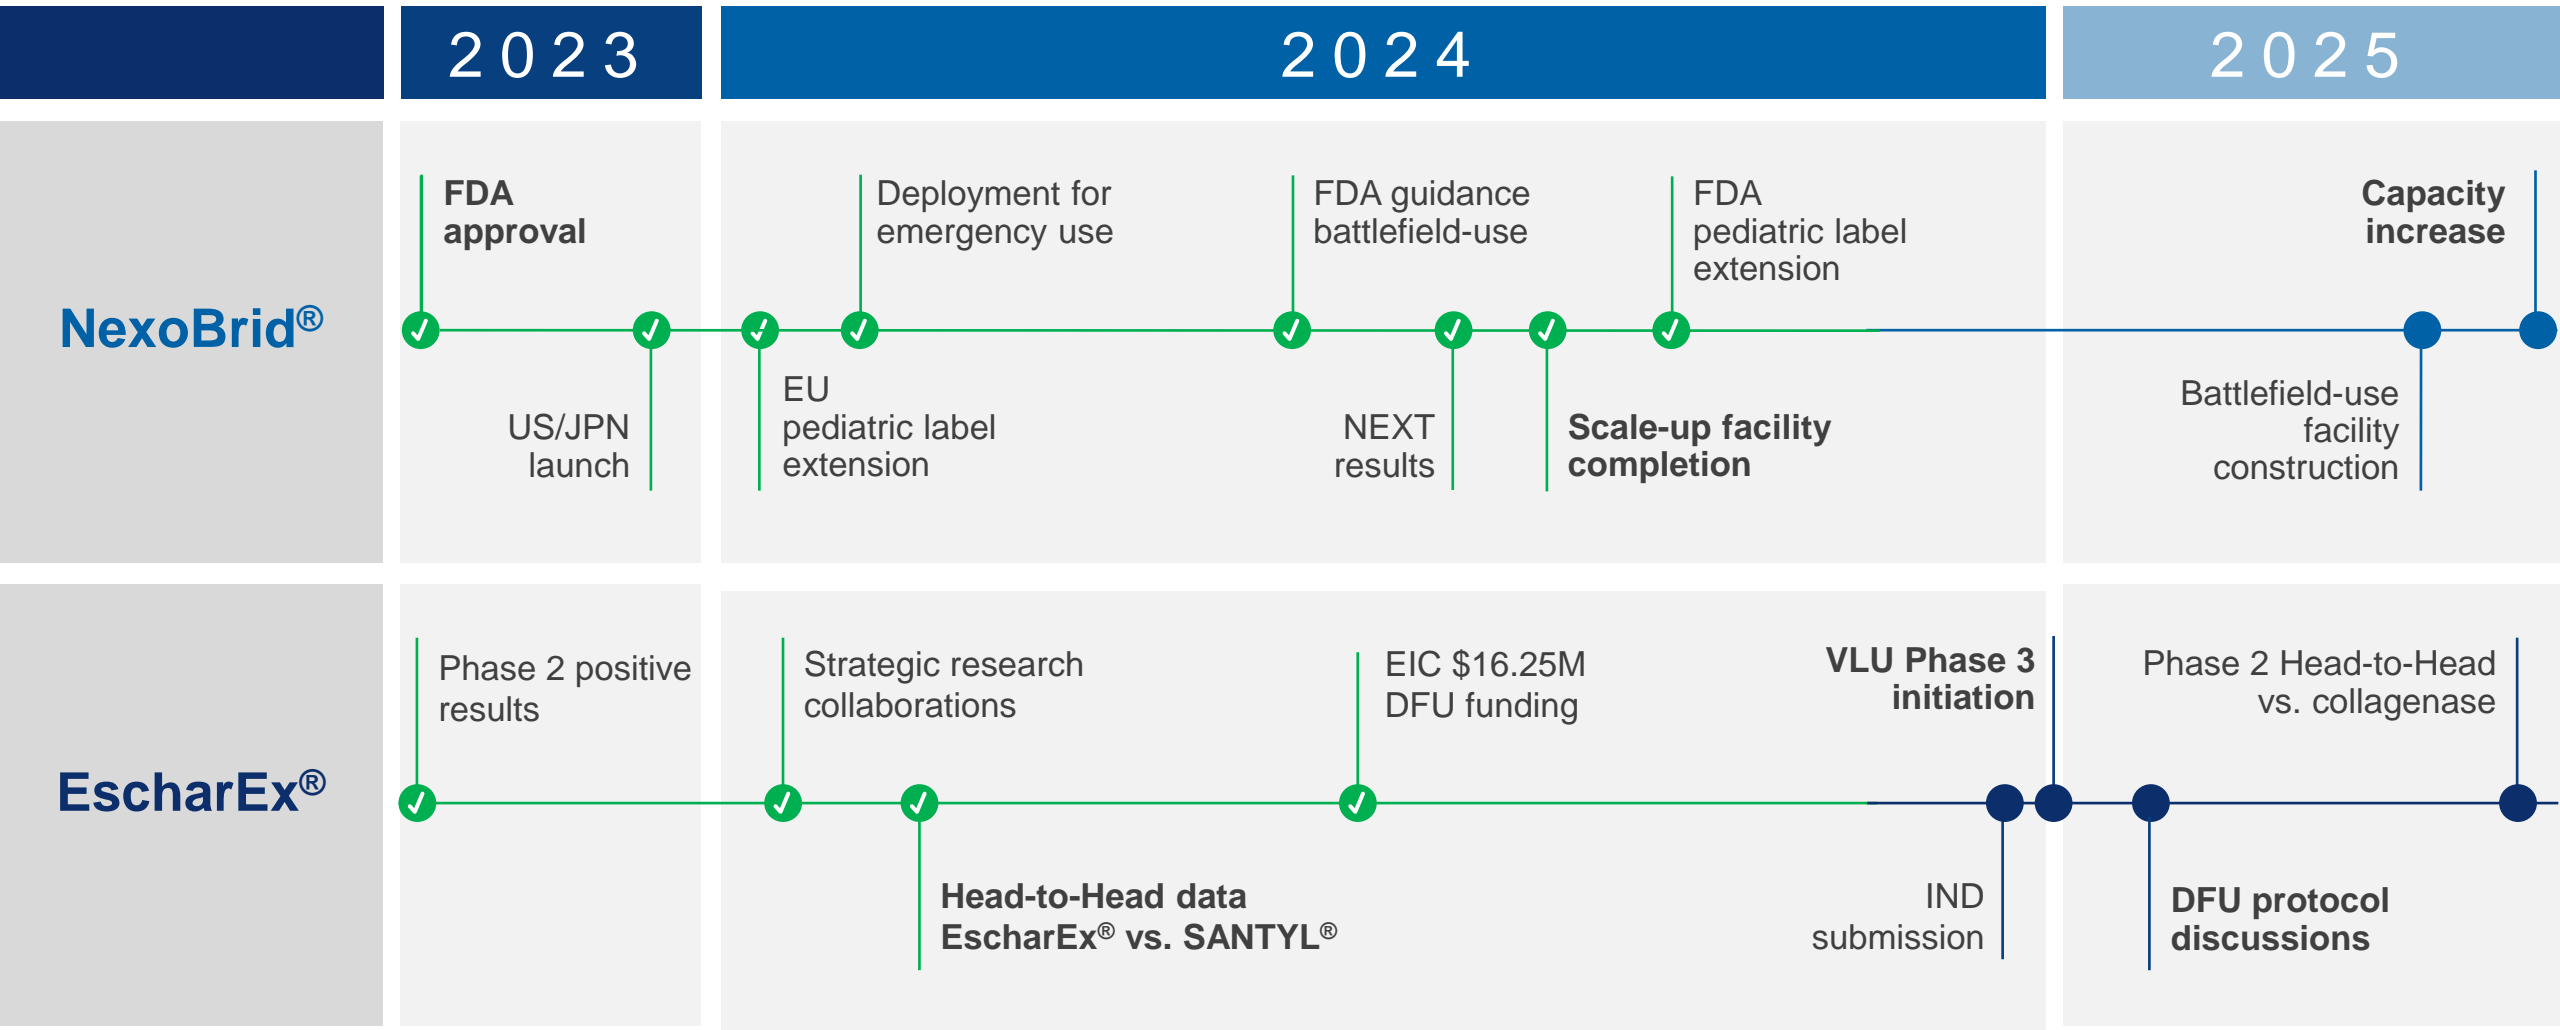 2023
2024
2025
NexoBrid®
FDA
approval
US/JPN
launch
EU
pediatric label
extension
Deployment for
emergency use
FDA guidance
battlefield-use
NEXT
results
Scale-up facility
completion
FDA
pediatric label
extension
Battlefield-use
facility
construction
Capacity
increase
EscharEx®
Phase 2 positive
results
Strategic research
collaborations
Head-to-Head data
EscharEx® vs. SANTYL®
EIC $16.25M
DFU funding
IND
submission
VLU Phase 3
initiation
DFU protocol
discussions
Phase 2 Head-to-Head
vs. collagenase